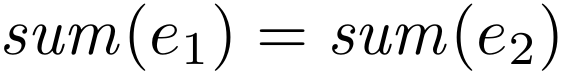 sum(e₁) = sum(e₂)